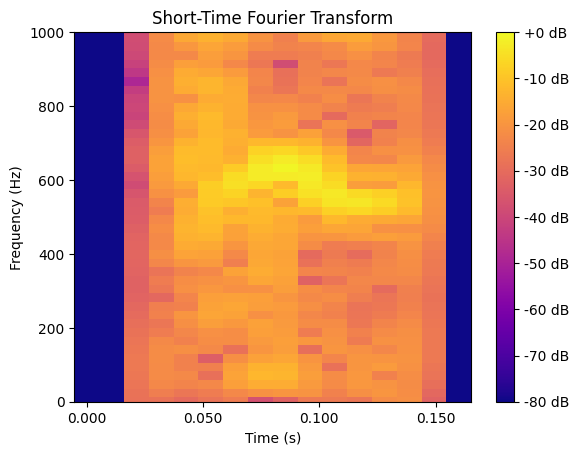 Short-Time Fourier Transform
1000
800
600
400
200
0
Frequency (Hz)
0.000
0.050
0.100
0.150
Time (s)
+0 dB
-10 dB
-20 dB
-30 dB
-40 dB
-50 dB
-60 dB
-70 dB
-80 dB